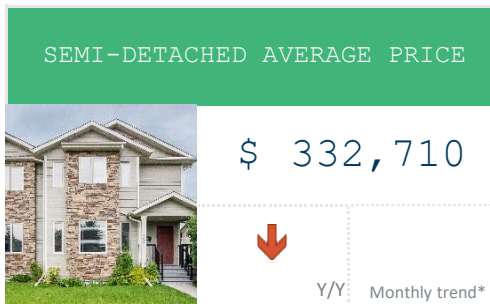 SEMI-DETACHED AVERAGE PRICE
$ 332,710
Y/Y
Monthly trend*